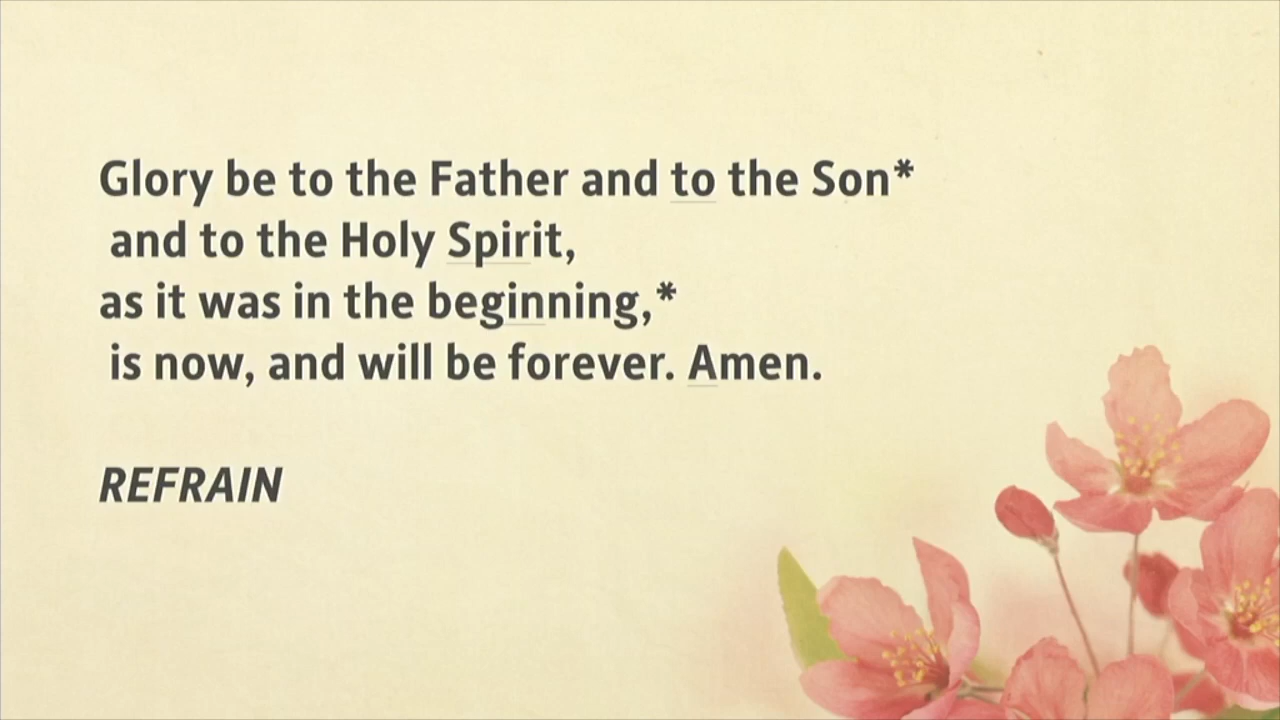 Glory be to the Father and to the Son*
and to the Holy Spirit,
as it was in the beginning,*
is now, and will be forever. Amen.
REFRAIN